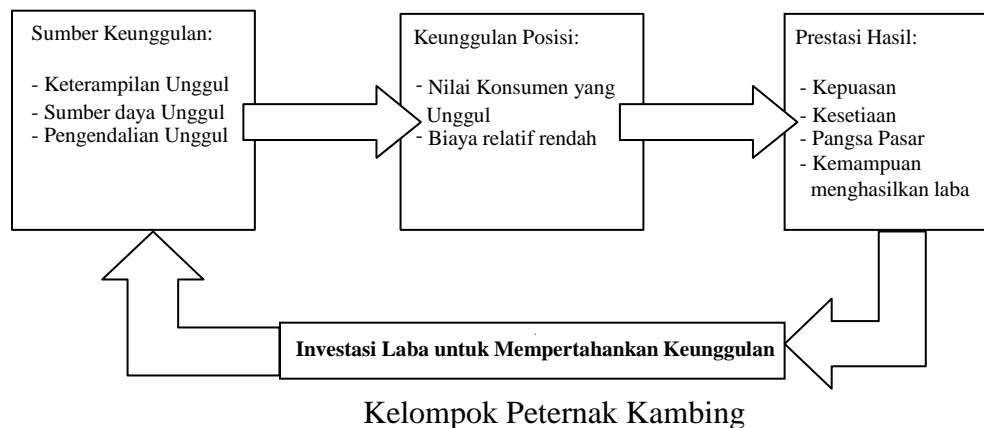 Sumber Keunggulan:
- Keterampilan Unggul
- Sumber daya Unggul
- Pengendalian Unggul
Keunggulan Posisi:
- Nilai Konsumen yang
Unggul
- Biaya relatif rendah
Prestasi Hasil:
- Kepuasan
- Kesetiaan
- Pangsa Pasar
- Kemampuan
menghasilkan laba
Investasi Laba untuk Mempertahankan Keunggulan
Kelompok Peternak Kambing